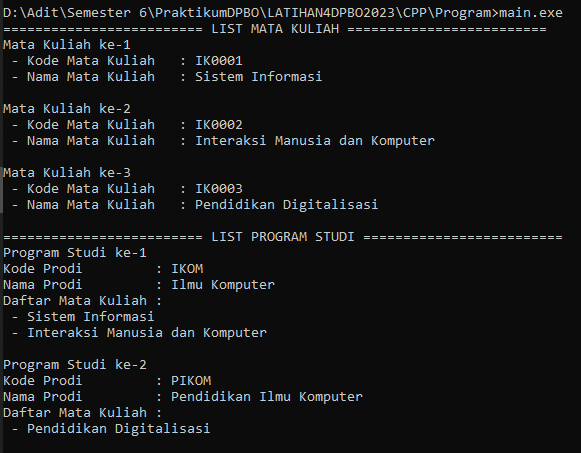 D:\Adit\Semester 6\PraktikumDPBO\LATIHAN4DPBO2023\CPP\Program>main.exe
========================= LIST MATA KULIAH =========================
Mata Kuliah ke-1
 - Kode Mata Kuliah   : IK0001
 - Nama Mata Kuliah   : Sistem Informasi

Mata Kuliah ke-2
 - Kode Mata Kuliah   : IK0002
 - Nama Mata Kuliah   : Interaksi Manusia dan Komputer

Mata Kuliah ke-3
 - Kode Mata Kuliah   : IK0003
 - Nama Mata Kuliah   : Pendidikan Digitalisasi

========================= LIST PROGRAM STUDI =========================
Program Studi ke-1
Kode Prodi         : IKOM
Nama Prodi         : Ilmu Komputer
Daftar Mata Kuliah :
 - Sistem Informasi
 - Interaksi Manusia dan Komputer

Program Studi ke-2
Kode Prodi         : PIKOM
Nama Prodi         : Pendidikan Ilmu Komputer
Daftar Mata Kuliah :
 - Pendidikan Digitalisasi